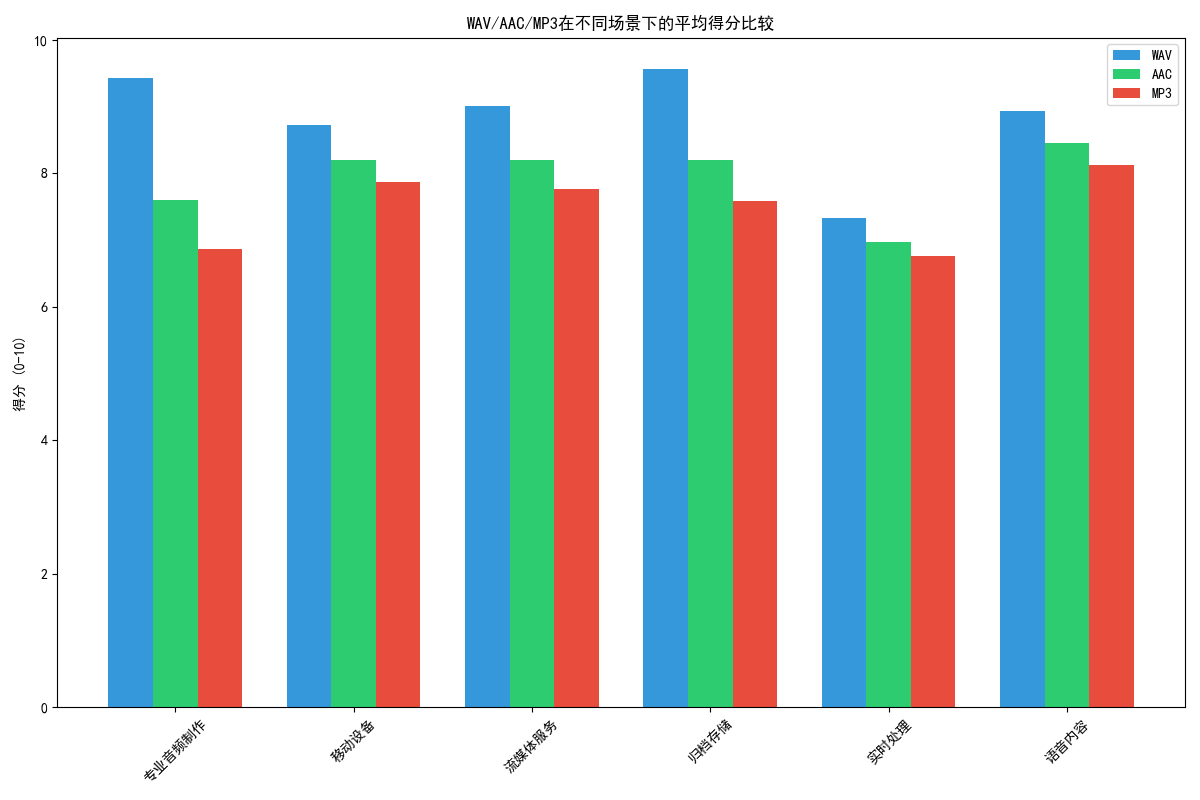 WAV/AAC/MP3在不同场景下的平均得分比较
WAV
AAC
MP3
得分 (0-10)
10
8
6
4
2
0
专业音频制作
移动设备
流媒体服务
归档存储
实时处理
语音内容